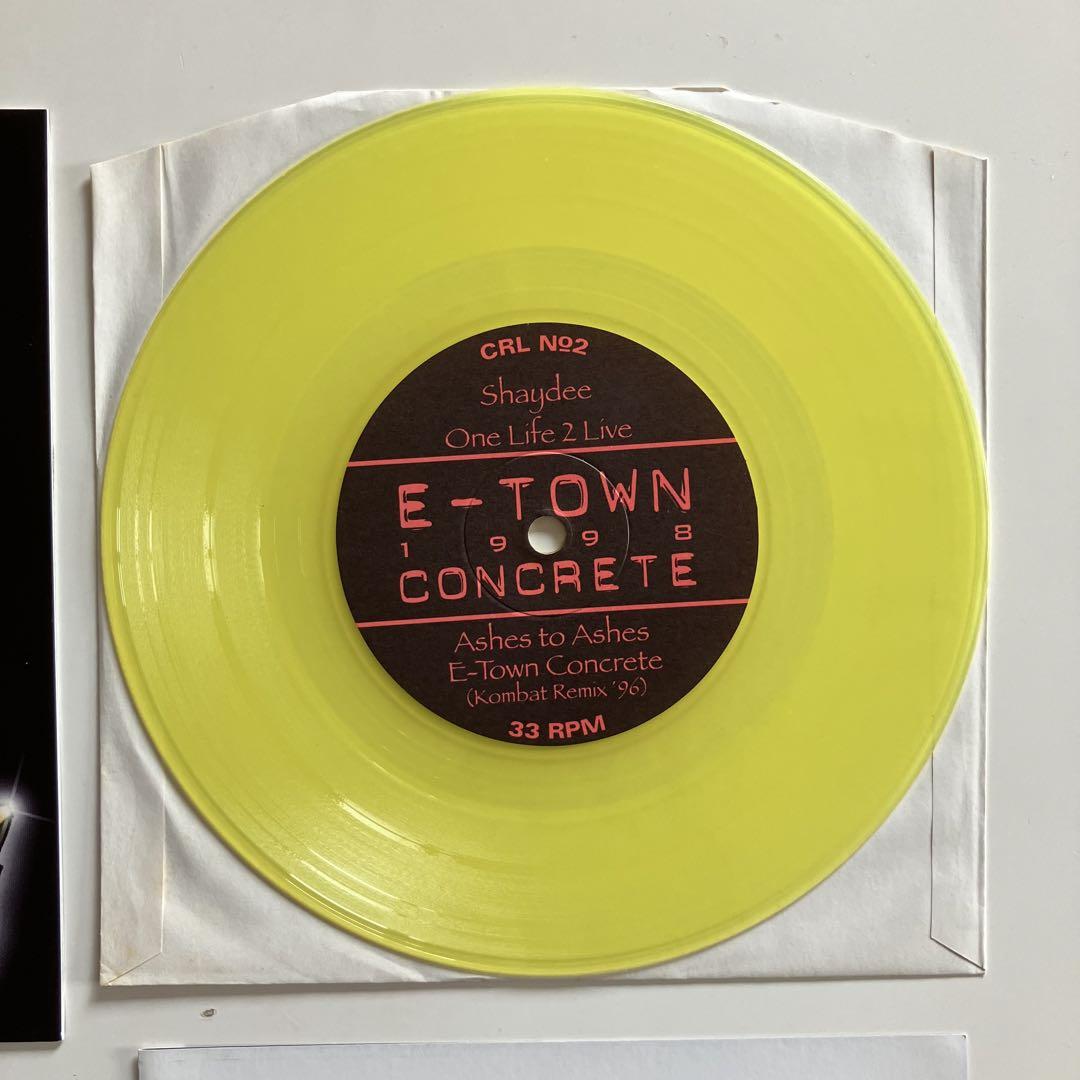 CRL Nº2
Shaydee
One Life 2 Live
E-TOWN
1 9 9 8
CONCRETE
Ashes to Ashes
E-Town Concrete
(Kombat Remix '96)
33 RPM